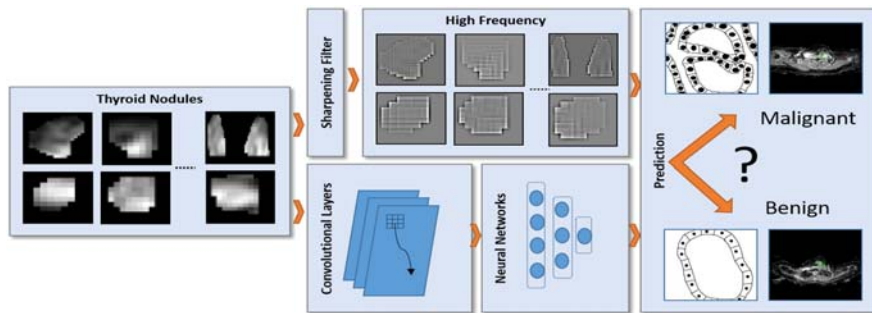 Thyroid Nodules
Sharpening Filter
High Frequency
Convolutional Layers
Neural Networks
Prediction
Malignant
?
Benign